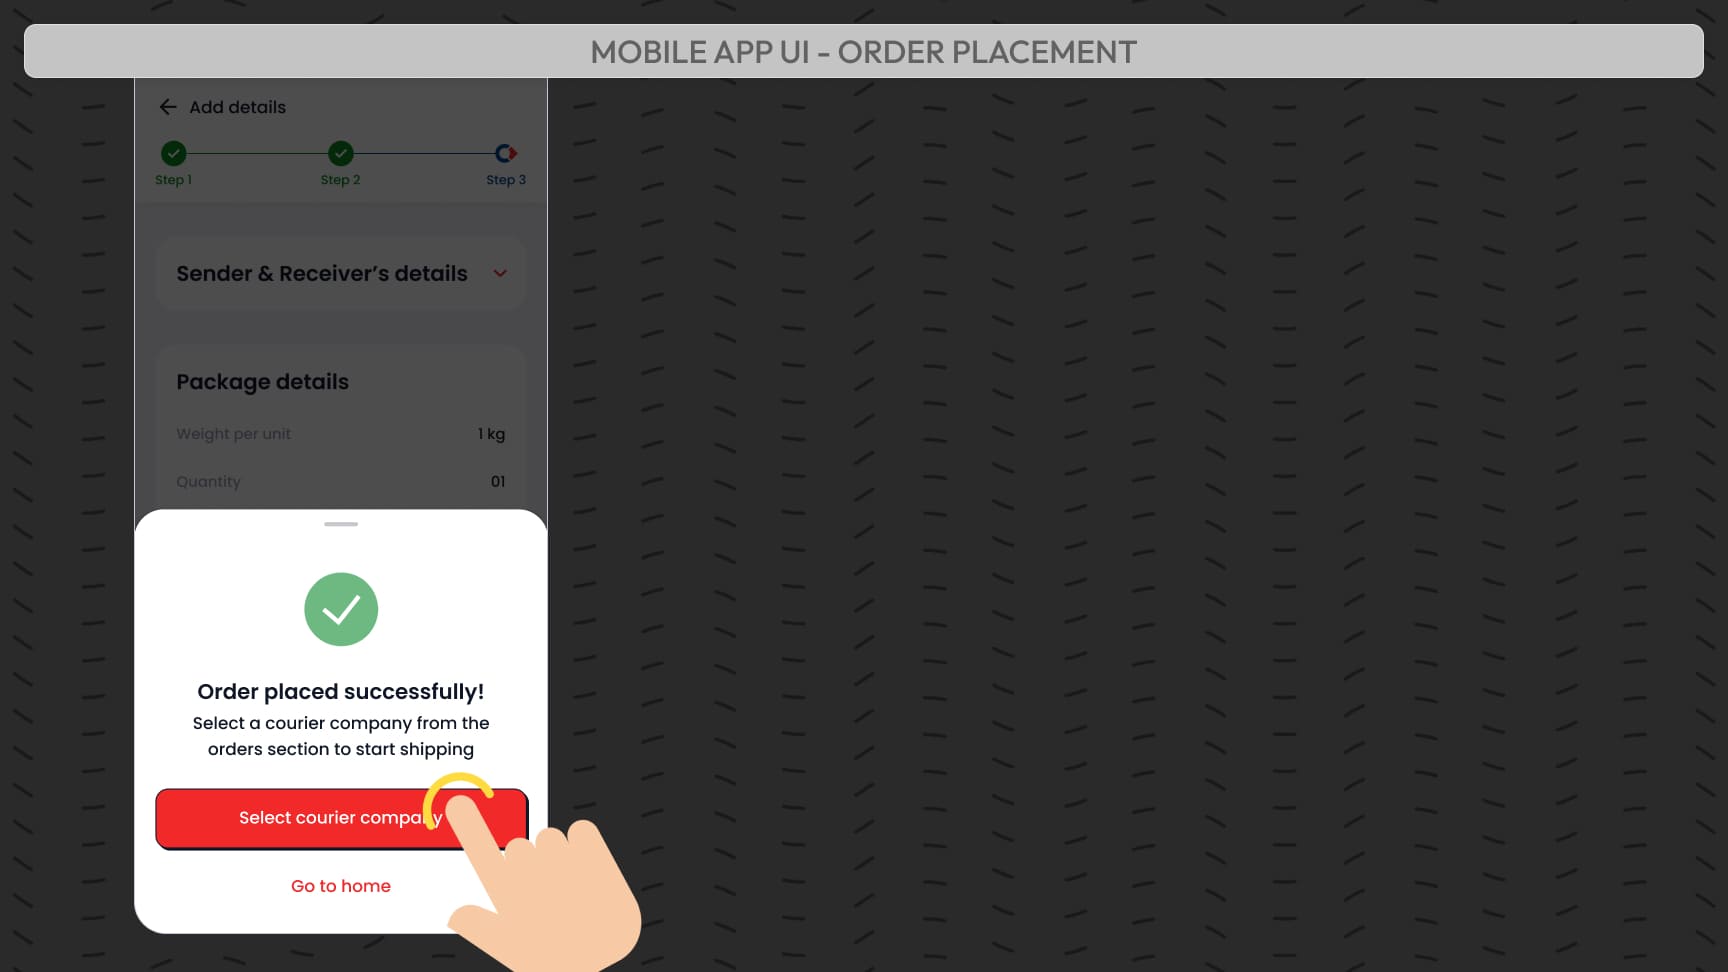 MOBILE APP UI - ORDER PLACEMENT
Add details
Step 1
Step 2
Step 3
Sender & Receiver’s details
Package details
Weight per unit
1 kg
Quantity
01
Order placed successfully!
Select a courier company from the
orders section to start shipping
Select courier company
Go to home